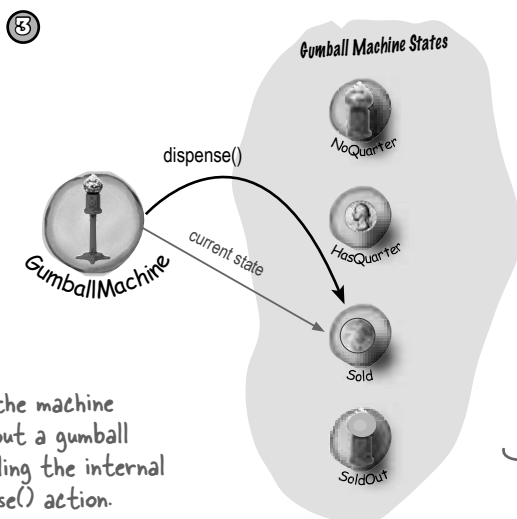 3
Gumball Machine States
NoQuarter
dispense()
HasQuarter
GumballMachine
current state
Sold
the machine
out a gumball
ling the internal
se() action.
SoldOut